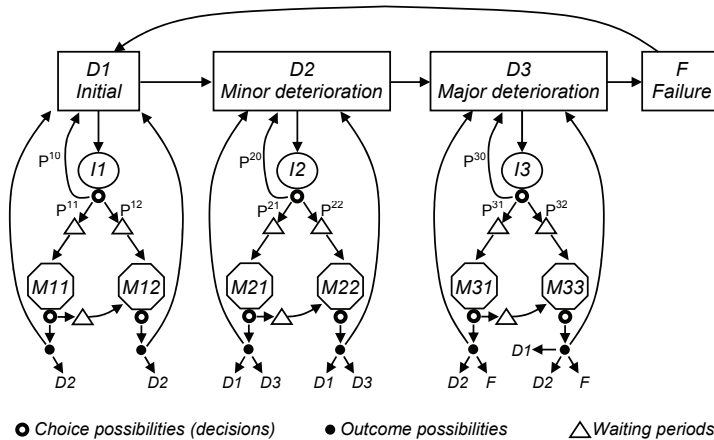 D1
Initial
D2
Minor deterioration
D3
Major deterioration
F
Failure
P10
I1
P20
I2
P30
I3
P11
P12
P21
P22
P31
P32
M11
M12
M21
M22
M31
M33
D1
D2
D2
D1
D3
D1
D3
D2
F
D2
F
Choice possibilities (decisions)
Outcome possibilities
Waiting periods